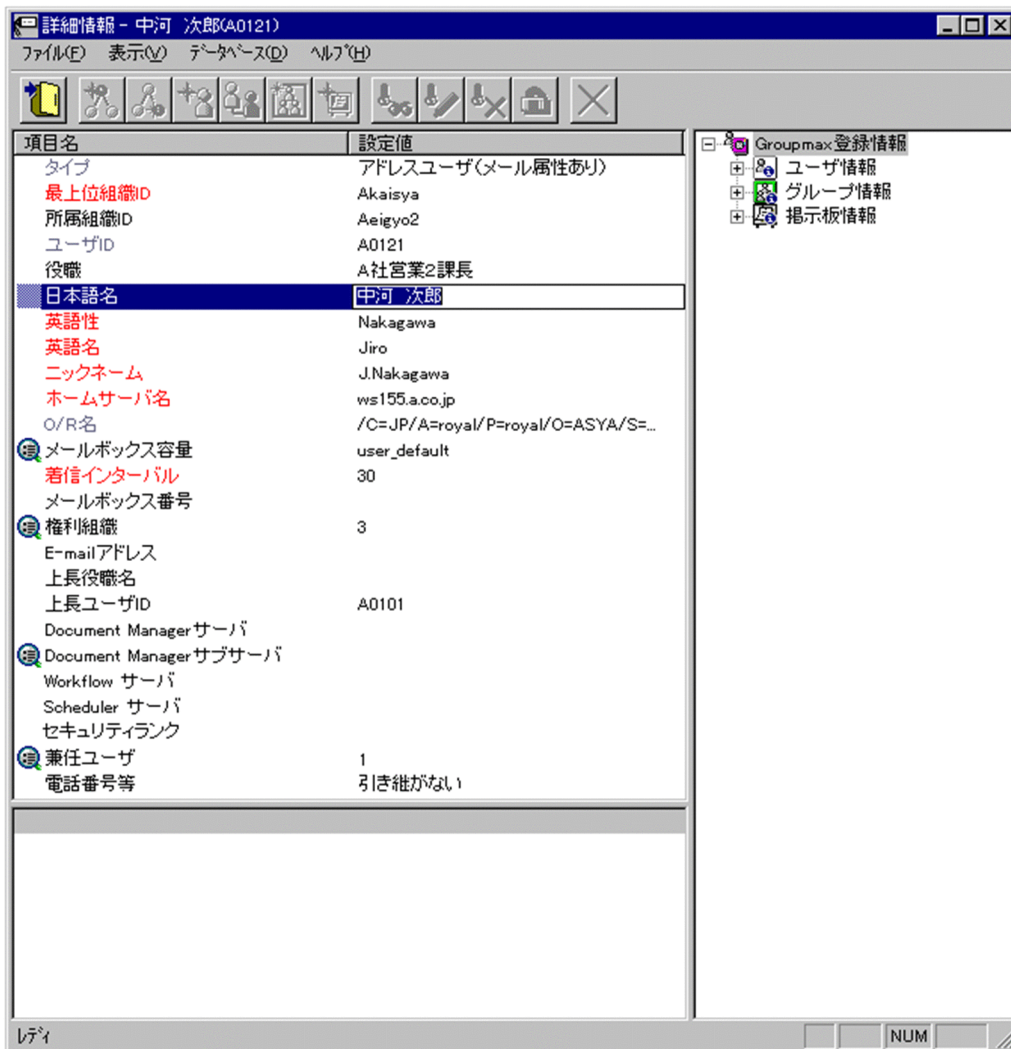 詳細情報 - 中河 次郎(A0121)
ファイル(F) 表示(V) データベース(D) ヘルプ(H)
項目名 設定値
タイプ アドレスユーザ(メール属性あり)
最上位組織ID Akaisya
所属組織ID Aeigyo2
ユーザID A0121
役職 A社営業2課長
日本語名 中河 次郎
英語性 Nakagawa
英語名 Jiro
ニックネーム J.Nakagawa
ホームサーバ名 ws155.a.co.jp
O/R名 /C=JP/A=royal/P=royal/O=ASYA/S=...
メールボックス容量 user_default
着信インターバル 30
メールボックス番号
権利組織 3
E-mailアドレス
上長役職名
上長ユーザID A0101
Document Managerサーバ
Document Managerサブサーバ
Workflow サーバ
Scheduler サーバ
セキュリティランク
兼任ユーザ 1
電話番号等 引き継がない
Groupmax登録情報
ユーザ情報
グループ情報
掲示板情報
レディ NUM